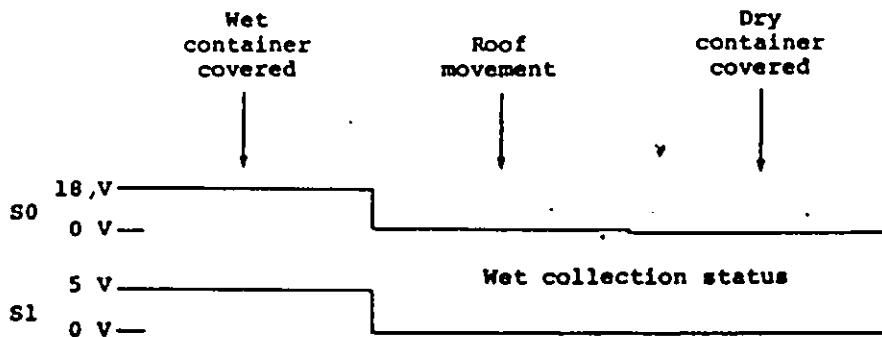 Wet
container
covered
Roof
movement
Dry
container
covered
S0
18,V
0 V
Wet collection status
S1
5 V
0 V